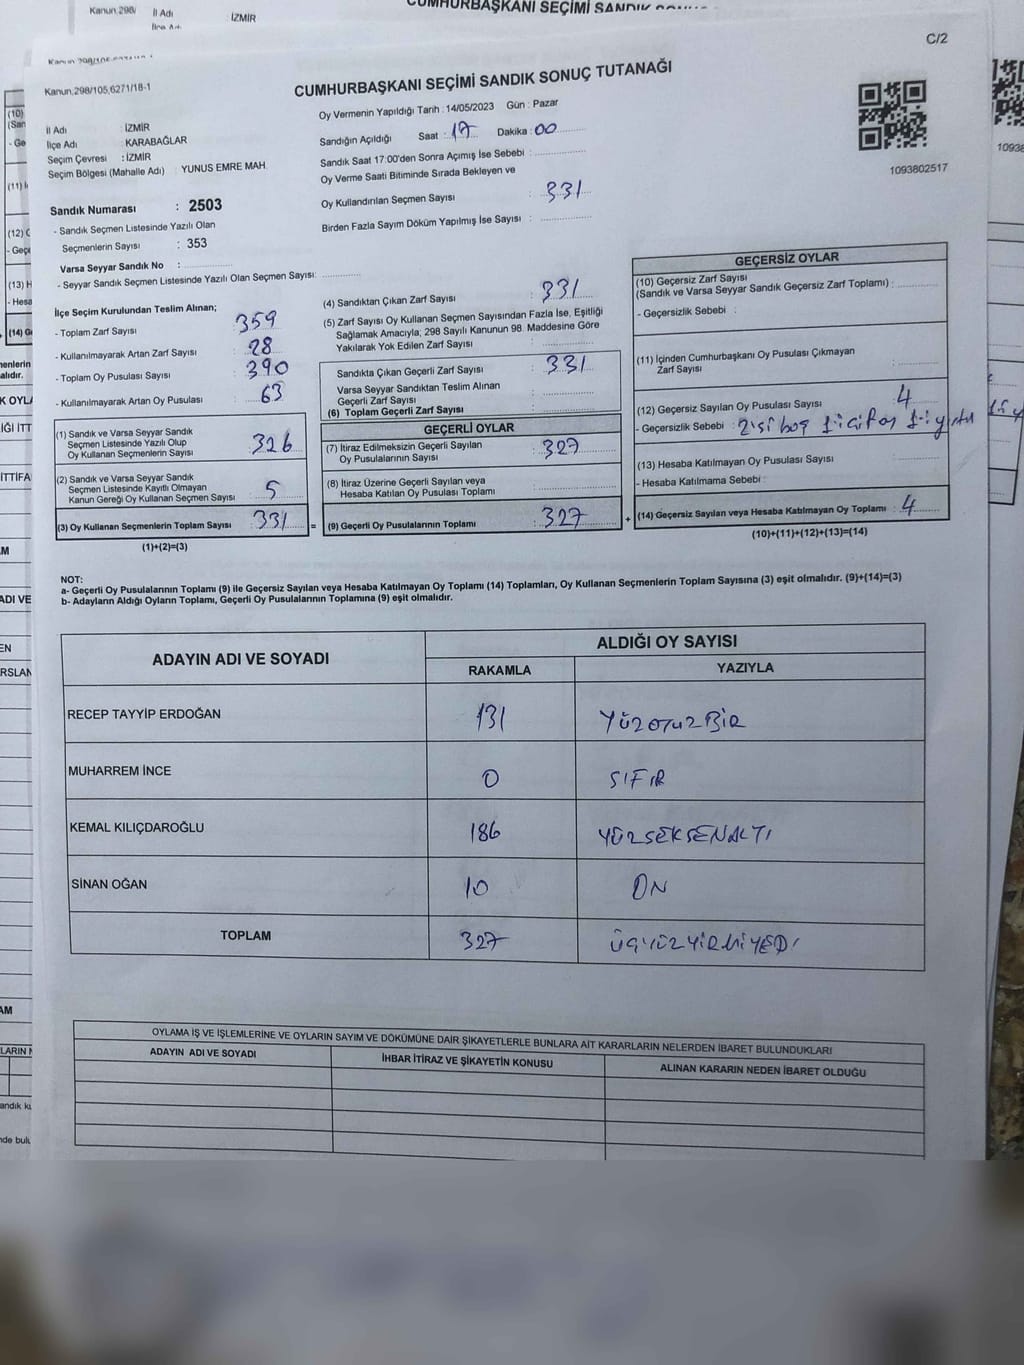 CUMHURBAŞKANI SEÇİMİ
Kanun.298/
İl Adı
İZMİR
C/2
Kanun.298/105,6271/18-1
CUMHURBAŞKANI SEÇİMİ SANDIK SONUÇ TUTANAĞI
Oy Vermenin Yapıldığı Tarih : 14/05/2023 Gün : Pazar
İl Adı : İZMİR
İlçe Adı : KARABAĞLAR
Seçim Çevresi : İZMİR
Seçim Bölgesi (Mahalle Adı) : YUNUS EMRE MAH.
Sandığın Açıldığı Saat : 17 Dakika : 00
Sandık Saat 17:00'den Sonra Açımış İse Sebebi :
Oy Verme Saati Bitiminde Sırada Bekleyen ve
Oy Kullandırılan Seçmen Sayısı : 331
Birden Fazla Sayım Döküm Yapılmış İse Sayısı :
1093802517
Sandık Numarası : 2503
- Sandık Seçmen Listesinde Yazılı Olan
Seçmenlerin Sayısı : 353
Varsa Seyyar Sandık No :
- Seyyar Sandık Seçmen Listesinde Yazılı Olan Seçmen Sayısı:
İlçe Seçim Kurulundan Teslim Alınan;
- Toplam Zarf Sayısı : 359
- Kullanılmayarak Artan Zarf Sayısı : 28
- Toplam Oy Pusulası Sayısı : 390
- Kullanılmayarak Artan Oy Pusulası : 63
(1) Sandık ve Varsa Seyyar Sandık
Seçmen Listesinde Yazılı Olup
Oy Kullanan Seçmenlerin Sayısı : 326
(2) Sandık ve Varsa Seyyar Sandık
Seçmen Listesinde Kayıtlı Olmayan
Kanun Gereği Oy Kullanan Seçmen Sayısı : 5
(3) Oy Kullanan Seçmenlerin Toplam Sayısı : 331 =
(1)+(2)=(3)
(4) Sandıktan Çıkan Zarf Sayısı : 331
(5) Zarf Sayısı Oy Kullanan Seçmen Sayısından Fazla İse, Eşitliği
Sağlamak Amacıyla, 298 Sayılı Kanunun 98. Maddesine Göre
Yakılarak Yok Edilen Zarf Sayısı :
Sandıkta Çıkan Geçerli Zarf Sayısı : 331
Varsa Seyyar Sandıktan Teslim Alınan
Geçerli Zarf Sayısı :
(6) Toplam Geçerli Zarf Sayısı :
GEÇERLİ OYLAR
(7) İtiraz Edilmeksizin Geçerli Sayılan
Oy Pusulalarının Sayısı : 327
(8) İtiraz Üzerine Geçerli Sayılan veya
Hesaba Katılan Oy Pusulası Toplamı :
(9) Geçerli Oy Pusulalarının Toplamı : 327 +
GEÇERSİZ OYLAR
(10) Geçersiz Zarf Sayısı
(Sandık ve Varsa Seyyar Sandık Geçersiz Zarf Toplamı) :
- Geçersizlik Sebebi :
(11) İçinden Cumhurbaşkanı Oy Pusulası Çıkmayan
Zarf Sayısı :
(12) Geçersiz Sayılan Oy Pusulası Sayısı : 4
- Geçersizlik Sebebi : 2'si boş
(13) Hesaba Katılmayan Oy Pusulası Sayısı :
- Hesaba Katılmama Sebebi :
(14) Geçersiz Sayılan veya Hesaba Katılmayan Oy Toplamı : 4
(10)+(11)+(12)+(13)=(14)
NOT:
a- Geçerli Oy Pusulalarının Toplamı (9) ile Geçersiz Sayılan veya Hesaba Katılmayan Oy Toplamı (14) Toplamları, Oy Kullanan Seçmenlerin Toplam Sayısına (3) eşit olmalıdır. (9)+(14)=(3)
b- Adayların Aldığı Oyların Toplamı, Geçerli Oy Pusulalarının Toplamına (9) eşit olmalıdır.
ADAYIN ADI VE SOYADI
ALDIĞI OY SAYISI
RAKAMLA YAZIYLA
RECEP TAYYİP ERDOĞAN 131 YÜZOTUZBİR
MUHARREM İNCE 0 SIFIR
KEMAL KILIÇDAROĞLU 186 YÜRSEKSENALTI
SİNAN OĞAN 10 ON
TOPLAM 327 ÜÇYÜZYİRMİYEDİ
OYLAMA İŞ VE İŞLEMLERİNE VE OYLARIN SAYIM VE DÖKÜMÜNE DAİR ŞİKAYETLERLE BUNLARA AİT KARARLARIN NELERDEN İBARET BULUNDUKLARI
ADAYIN ADI VE SOYADI
İHBAR İTİRAZ VE ŞİKAYETİN KONUSU
ALINAN KARARIN NEDEN İBARET OLDUĞU